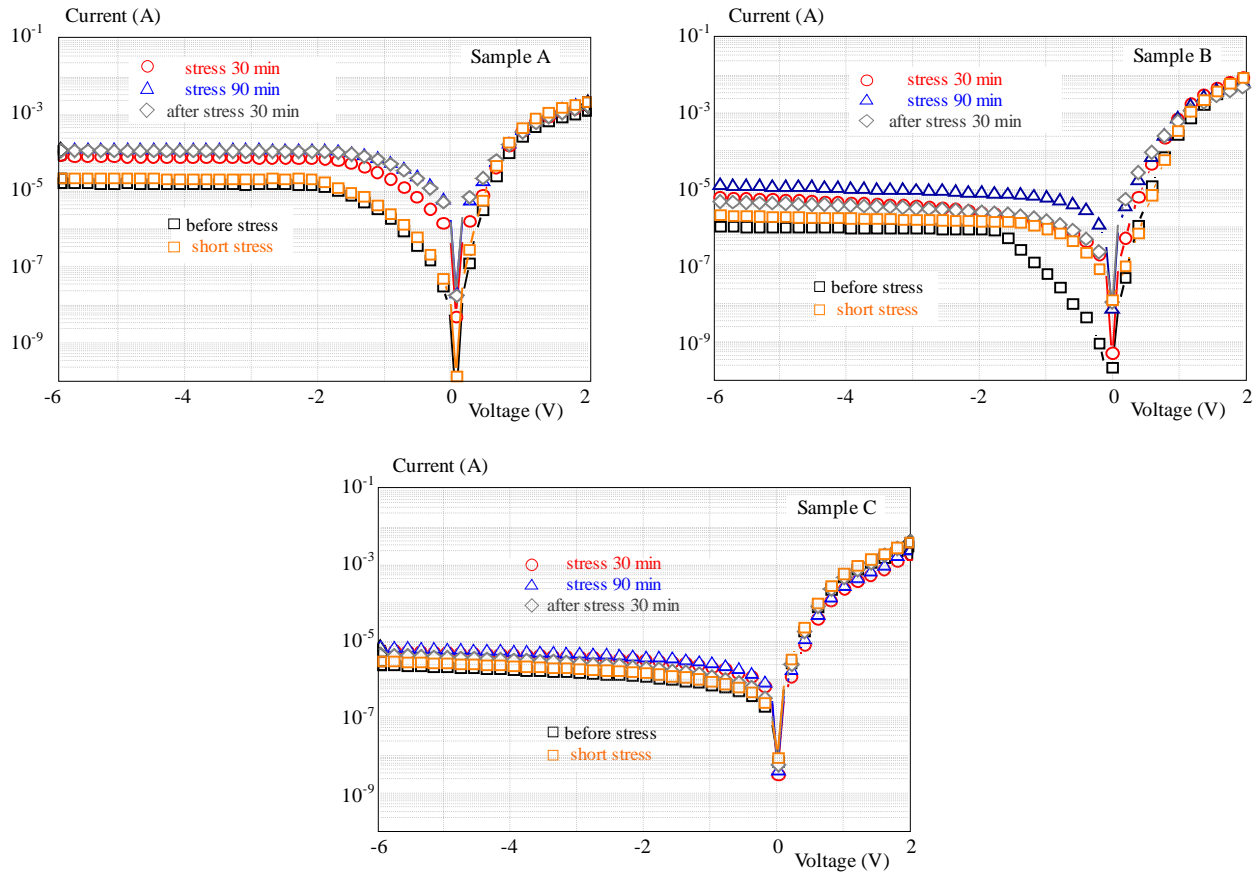 Current (A)
10-1
Sample A
stress 30 min
stress 90 min
after stress 30 min
10-3
10-5
before stress
short stress
10-7
10-9
-6 -4 -2 0 2
Voltage (V)
Current (A)
10-1
Sample B
stress 30 min
stress 90 min
after stress 30 min
10-3
10-5
10-7
before stress
short stress
10-9
-6 -4 -2 0 2
Voltage (V)
Current (A)
10-1
Sample C
stress 30 min
stress 90 min
after stress 30 min
10-3
10-5
10-7
before stress
short stress
10-9
-6 -4 -2 0 2
Voltage (V)